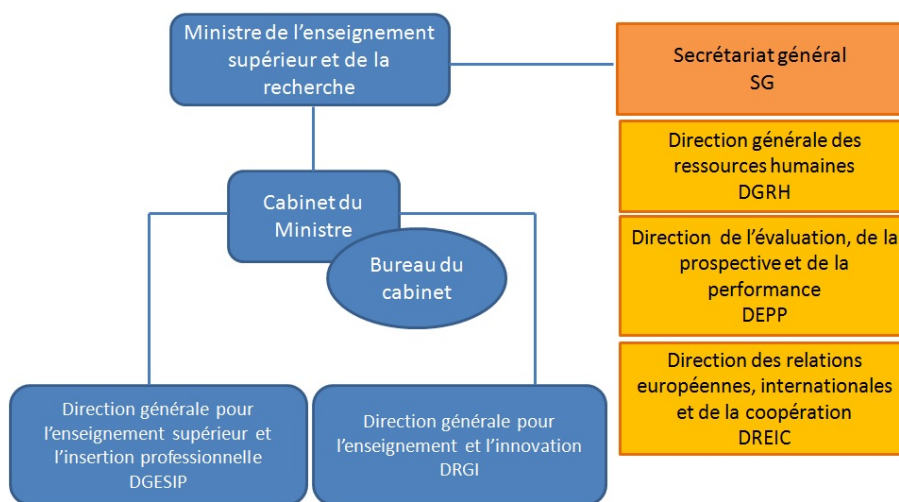 Ministre de l’enseignement
supérieur et de la
recherche
Secrétariat général
SG
Direction générale des
ressources humaines
DGRH
Cabinet du
Ministre
Bureau du
cabinet
Direction de l’évaluation, de la
prospective et de la
performance
DEPP
Direction des relations
européennes, internationales
et de la coopération
DREIC
Direction générale pour
l’enseignement supérieur et
l’insertion professionnelle
DGESIP
Direction générale pour
l’enseignement et l’innovation
DRGI